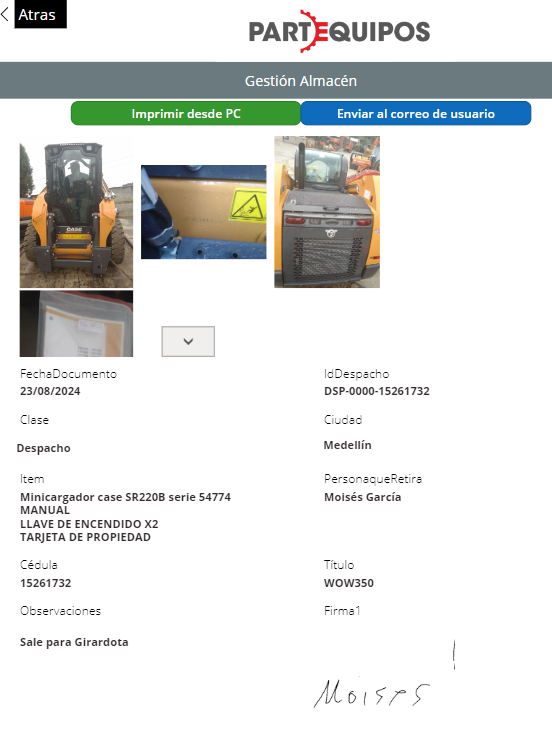 Atras
PARTEQUIPOS
Gestión Almacén
Imprimir desde PC
Enviar al correo de usuario
CASE
FechaDocumento
23/08/2024
IdDespacho
DSP-0000-15261732
Clase
Despacho
Ciudad
Medellín
Item
Minicargador case SR220B serie 54774
MANUAL
LLAVE DE ENCENDIDO X2
TARJETA DE PROPIEDAD
PersonaqueRetira
Moisés García
Cédula
15261732
Título
WOW350
Observaciones
Sale para Girardota
Firma1
Moises